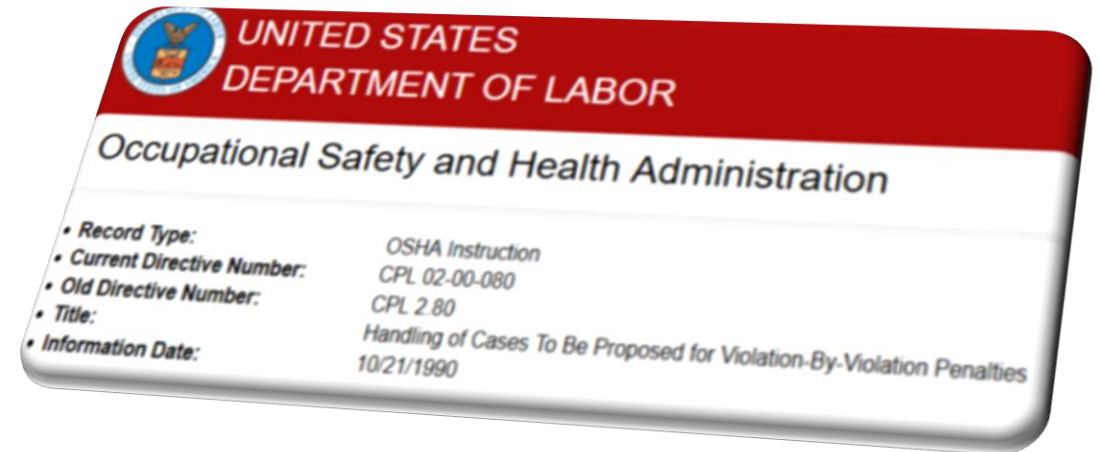 UNITED STATES
DEPARTMENT OF LABOR
Occupational Safety and Health Administration
• Record Type: OSHA Instruction
• Current Directive Number: CPL 02-00-080
• Old Directive Number: CPL 2.80
• Title: Handling of Cases To Be Proposed for Violation-By-Violation Penalties
• Information Date: 10/21/1990